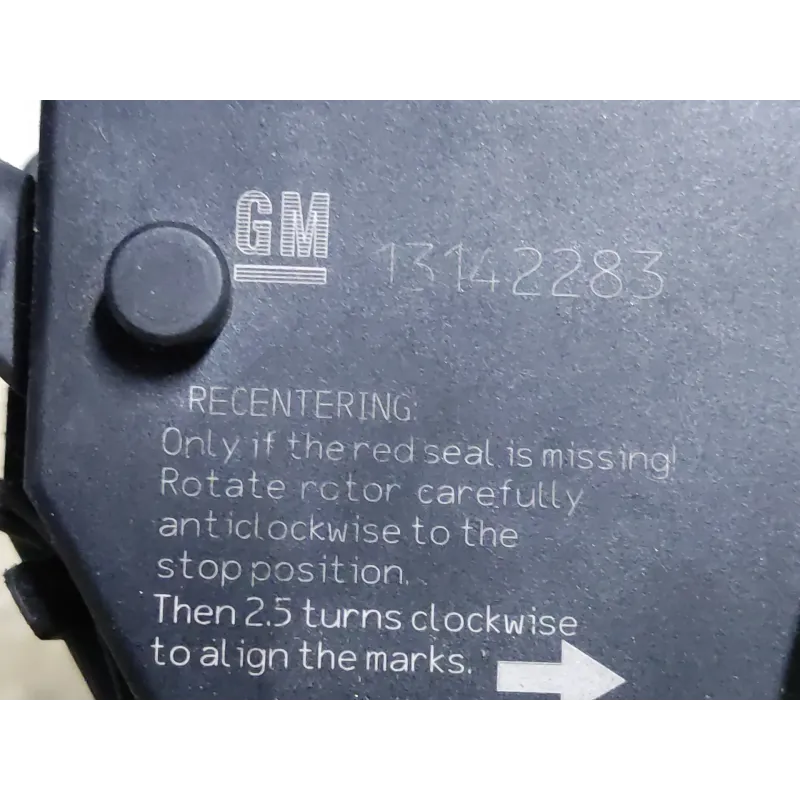 GM 13142283
RECENTERING:
Only if the red seal is missing!
Rotate rotor carefully
anticlockwise to the
stop position.
Then 2.5 turns clockwise
to align the marks.